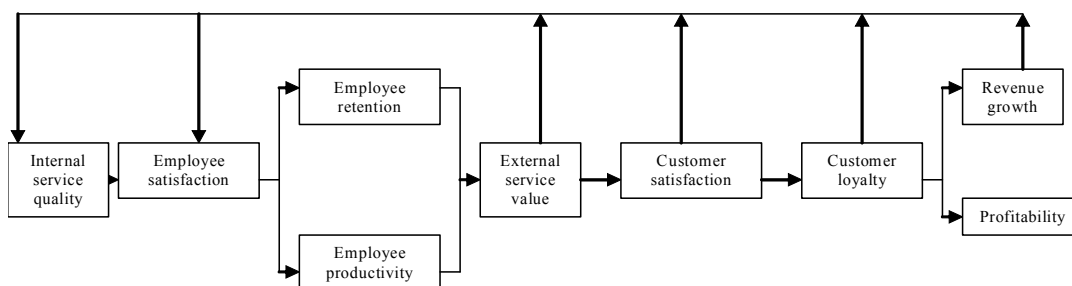 Internal
service
quality
Employee
satisfaction
Employee
retention
Employee
productivity
External
service
value
Customer
satisfaction
Customer
loyalty
Revenue
growth
Profitability